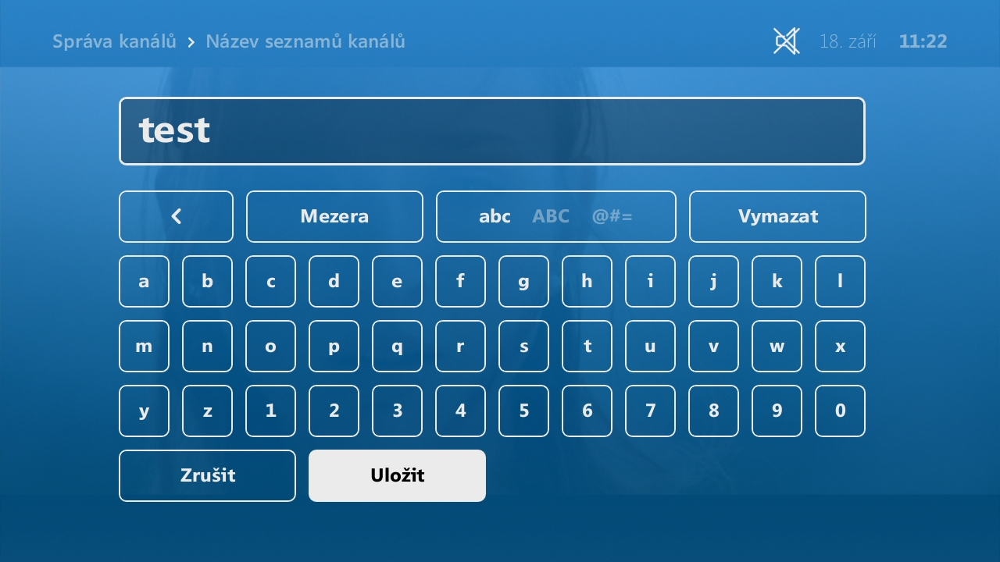 Správa kanálů > Název seznamů kanálů 18. září 11:22
test
Mezera abc ABC @#= Vymazat
a b c d e f g h i j k l
m n o p q r s t u v w x
y z 1 2 3 4 5 6 7 8 9 0
Zrušit Uložit